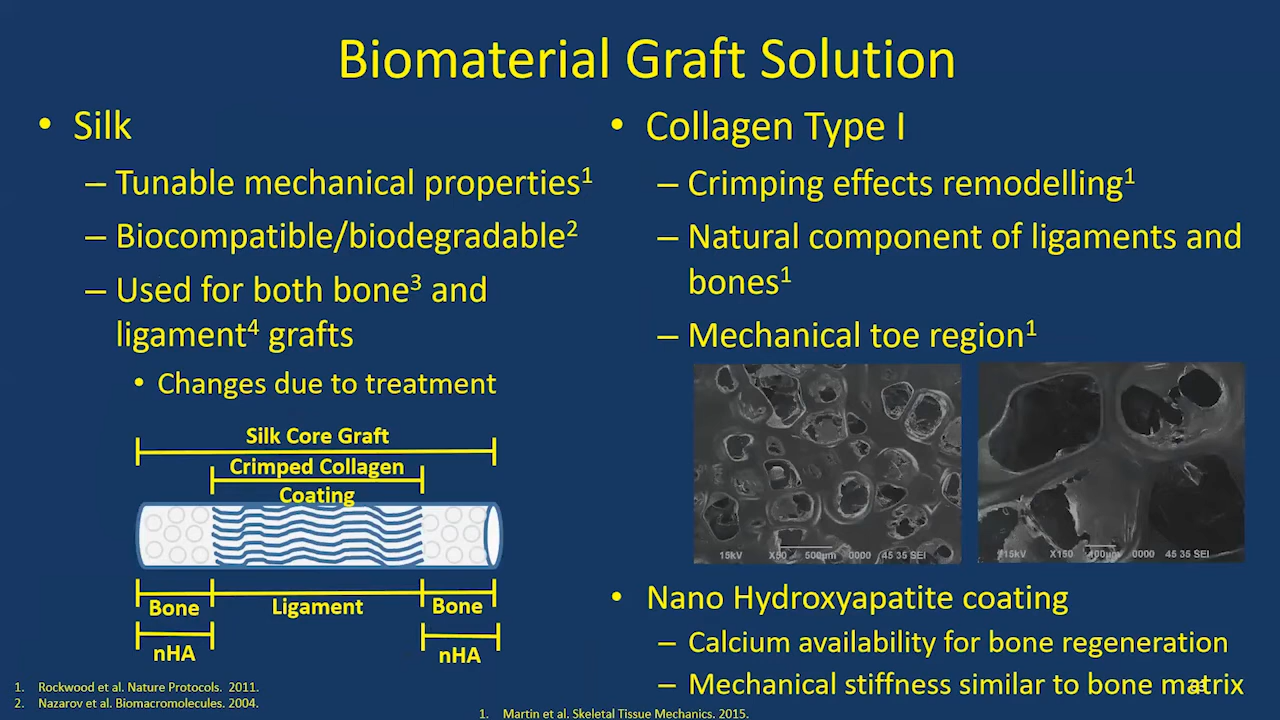 Biomaterial Graft Solution
• Silk
– Tunable mechanical properties1
– Biocompatible/biodegradable2
– Used for both bone3 and
ligament4 grafts
• Changes due to treatment
Silk Core Graft
Crimped Collagen
Coating
Bone
Ligament
Bone
nHA
nHA
1. Rockwood et al. Nature Protocols. 2011.
2. Nazarov et al. Biomacromolecules. 2004.
• Collagen Type I
– Crimping effects remodelling1
– Natural component of ligaments and
bones1
– Mechanical toe region1
15kV X50 500µm 0000 45 35 SEI
15kV X150 100µm 0000 45 35 SEI
• Nano Hydroxyapatite coating
– Calcium availability for bone regeneration
– Mechanical stiffness similar to bone matrix
1. Martin et al. Skeletal Tissue Mechanics. 2015.